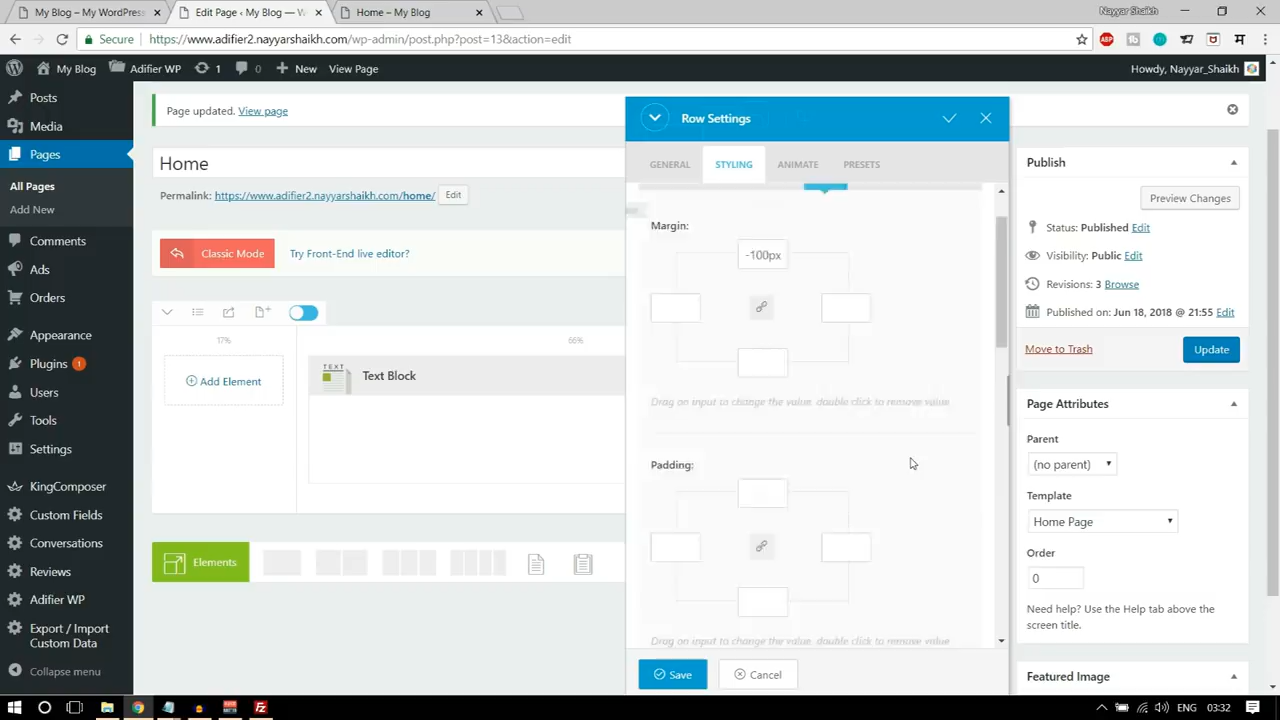 My Blog – My WordPress
Edit Page ‹ My Blog — W
Home – My Blog
Nayyar Shaikh
Secure
https://www.adifier2.nayyarshaikh.com/wp-admin/post.php?post=13&action=edit
My Blog
Adifier WP
1
0
New
View Page
Howdy, Nayyar_Shaikh
Posts
Media
Pages
All Pages
Add New
Comments
Ads
Orders
Appearance
Plugins 1
Users
Tools
Settings
KingComposer
Custom Fields
Conversations
Reviews
Adifier WP
Export / Import
Custom Data
Collapse menu
Page updated. View page
Home
Permalink: https://www.adifier2.nayyarshaikh.com/home/ Edit
Classic Mode
Try Front-End live editor?
17%
66%
Add Element
TEXT
Text Block
Elements
Row Settings
GENERAL
STYLING
ANIMATE
PRESETS
Margin:
-100px
Drag on input to change the value, double click to remove value
Padding:
Drag on input to change the value, double click to remove value
Save
Cancel
Publish
Preview Changes
Status: Published Edit
Visibility: Public Edit
Revisions: 3 Browse
Published on: Jun 18, 2018 @ 21:55 Edit
Move to Trash
Update
Page Attributes
Parent
(no parent)
Template
Home Page
Order
0
Need help? Use the Help tab above the
screen title.
Featured Image
ENG
03:32